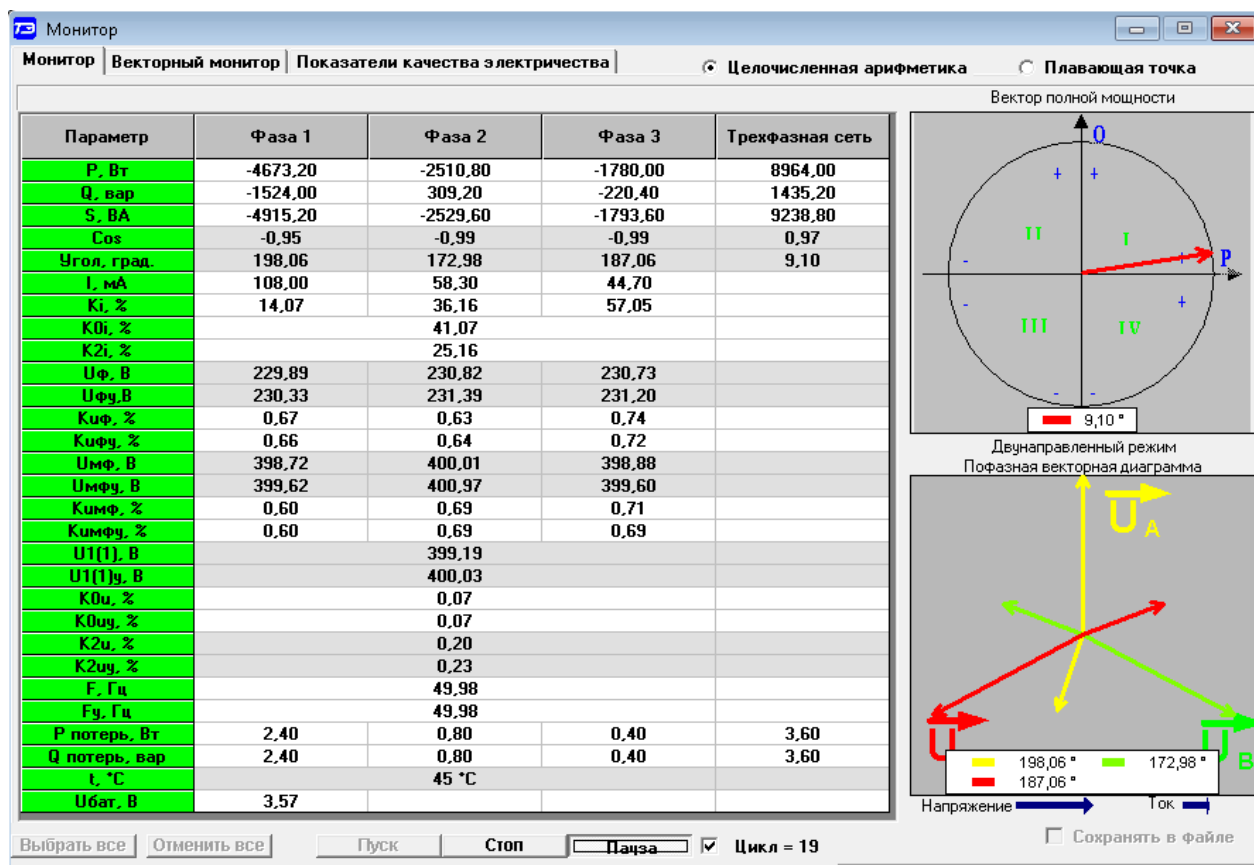 ТЭ Монитор
Монитор Векторный монитор Показатели качества электричества Целочисленная арифметика Плавающая точка
Вектор полной мощности
Параметр Фаза 1 Фаза 2 Фаза 3 Трехфазная сеть
P, Вт -4673,20 -2510,80 -1780,00 8964,00
Q, вар -1524,00 309,20 -220,40 1435,20
S, ВА -4915,20 -2529,60 -1793,60 9238,80
Cos -0,95 -0,99 -0,99 0,97
Угол, град. 198,06 172,98 187,06 9,10
I, мА 108,00 58,30 44,70
Ki, % 14,07 36,16 57,05
K0i, % 41,07
K2i, % 25,16
Uф, В 229,89 230,82 230,73
Uфу,В 230,33 231,39 231,20
Kuф, % 0,67 0,63 0,74
Kuфу, % 0,66 0,64 0,72
Uмф, В 398,72 400,01 398,88
Uмфу, В 399,62 400,97 399,60
Kuмф, % 0,60 0,69 0,71
Kuмфу, % 0,60 0,69 0,69
U1(1), В 399,19
U1(1)у, В 400,03
K0u, % 0,07
K0uy, % 0,07
K2u, % 0,20
K2uy, % 0,23
F, Гц 49,98
Fу, Гц 49,98
P потерь, Вт 2,40 0,80 0,40 3,60
Q потерь, вар 2,40 0,80 0,40 3,60
t, °C 45 °C
Uбат, В 3,57
Q
+ +
II I
- + P
- +
III IV
- -
9,10 °
Двунаправленный режим
Пофазная векторная диаграмма
U A
U U B
198,06 ° 172,98 °
187,06 °
Напряжение Ток
Выбрать все Отменить все Пуск Стоп Пауза Цикл = 19 Сохранять в файле